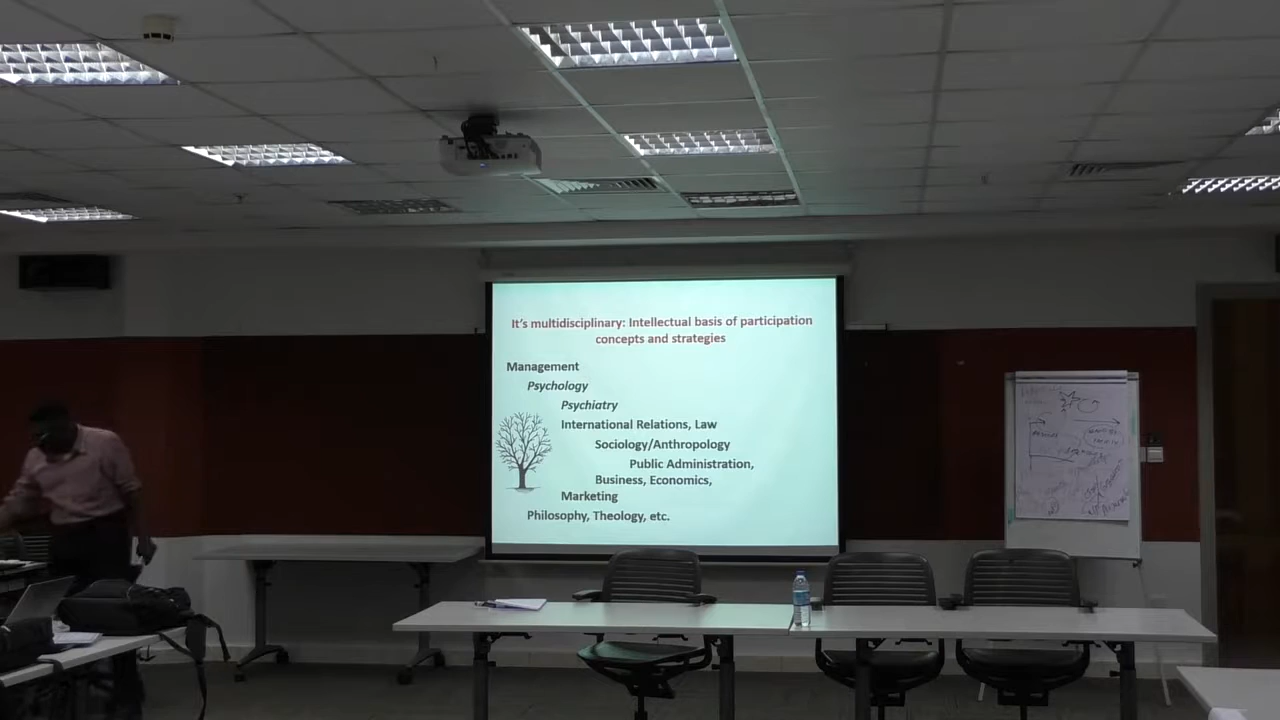 It's multidisciplinary: Intellectual basis of participation
concepts and strategies
Management
Psychology
Psychiatry
International Relations, Law
Sociology/Anthropology
Public Administration,
Business, Economics,
Marketing
Philosophy, Theology, etc.